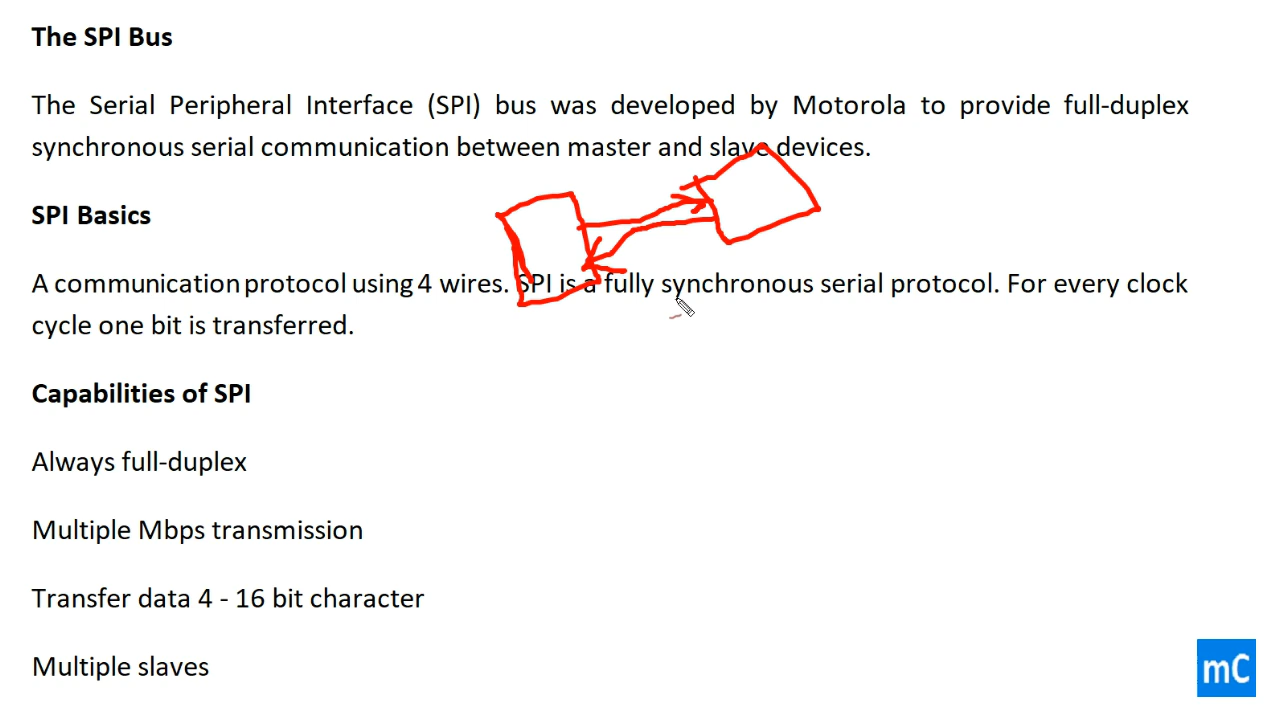 The SPI Bus
The Serial Peripheral Interface (SPI) bus was developed by Motorola to provide full-duplex
synchronous serial communication between master and slave devices.
SPI Basics
A communication protocol using 4 wires. SPI is a fully synchronous serial protocol. For every clock
cycle one bit is transferred.
Capabilities of SPI
Always full-duplex
Multiple Mbps transmission
Transfer data 4 - 16 bit character
Multiple slaves
mC